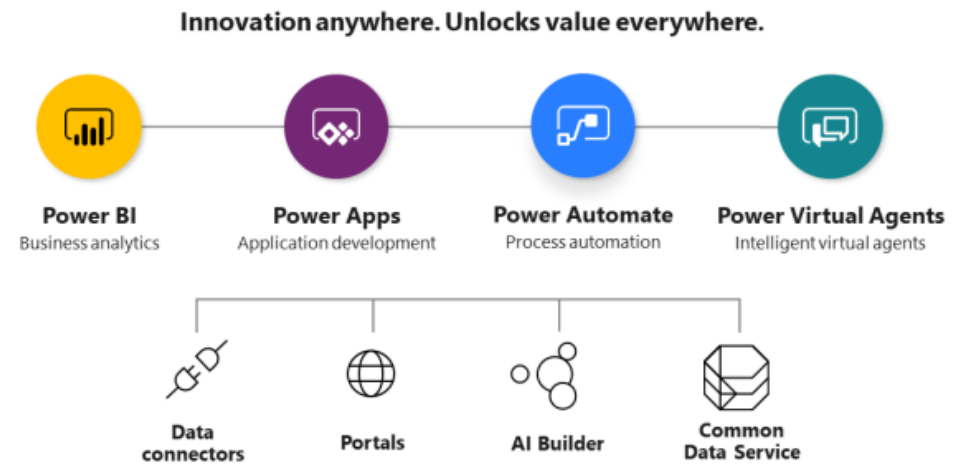 Innovation anywhere. Unlocks value everywhere.
Power BI
Business analytics
Power Apps
Application development
Power Automate
Process automation
Power Virtual Agents
Intelligent virtual agents
Data
connectors
Portals
AI Builder
Common
Data Service